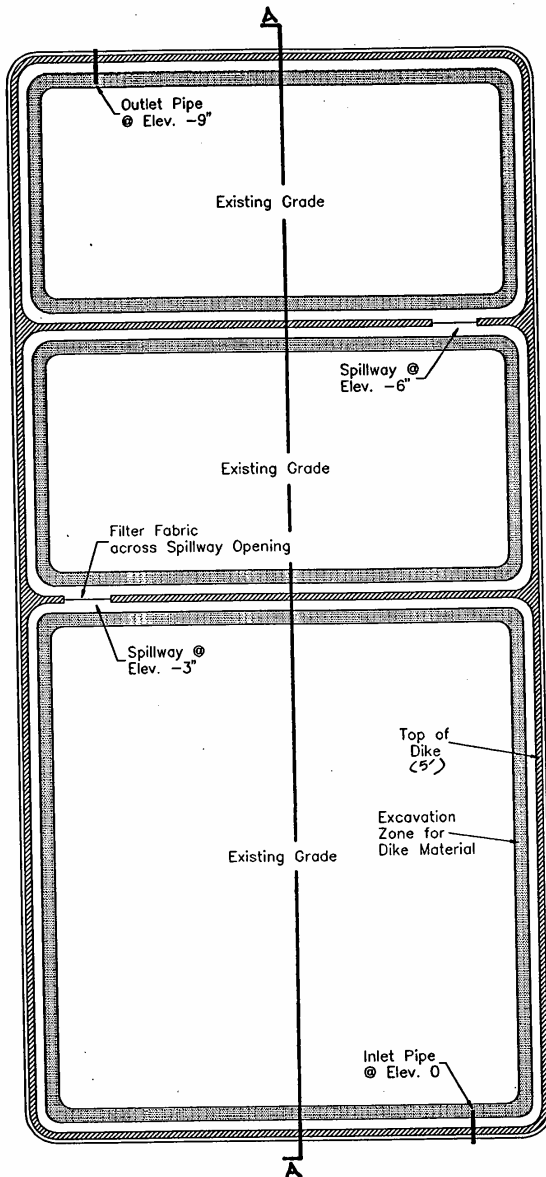 A
Outlet Pipe
@ Elev. -9"
Existing Grade
Spillway @
Elev. -6"
Existing Grade
Filter Fabric
across Spillway Opening
Spillway @
Elev. -3"
Top of
Dike
(5')
Excavation
Zone for
Dike Material
Existing Grade
Inlet Pipe
@ Elev. 0
A